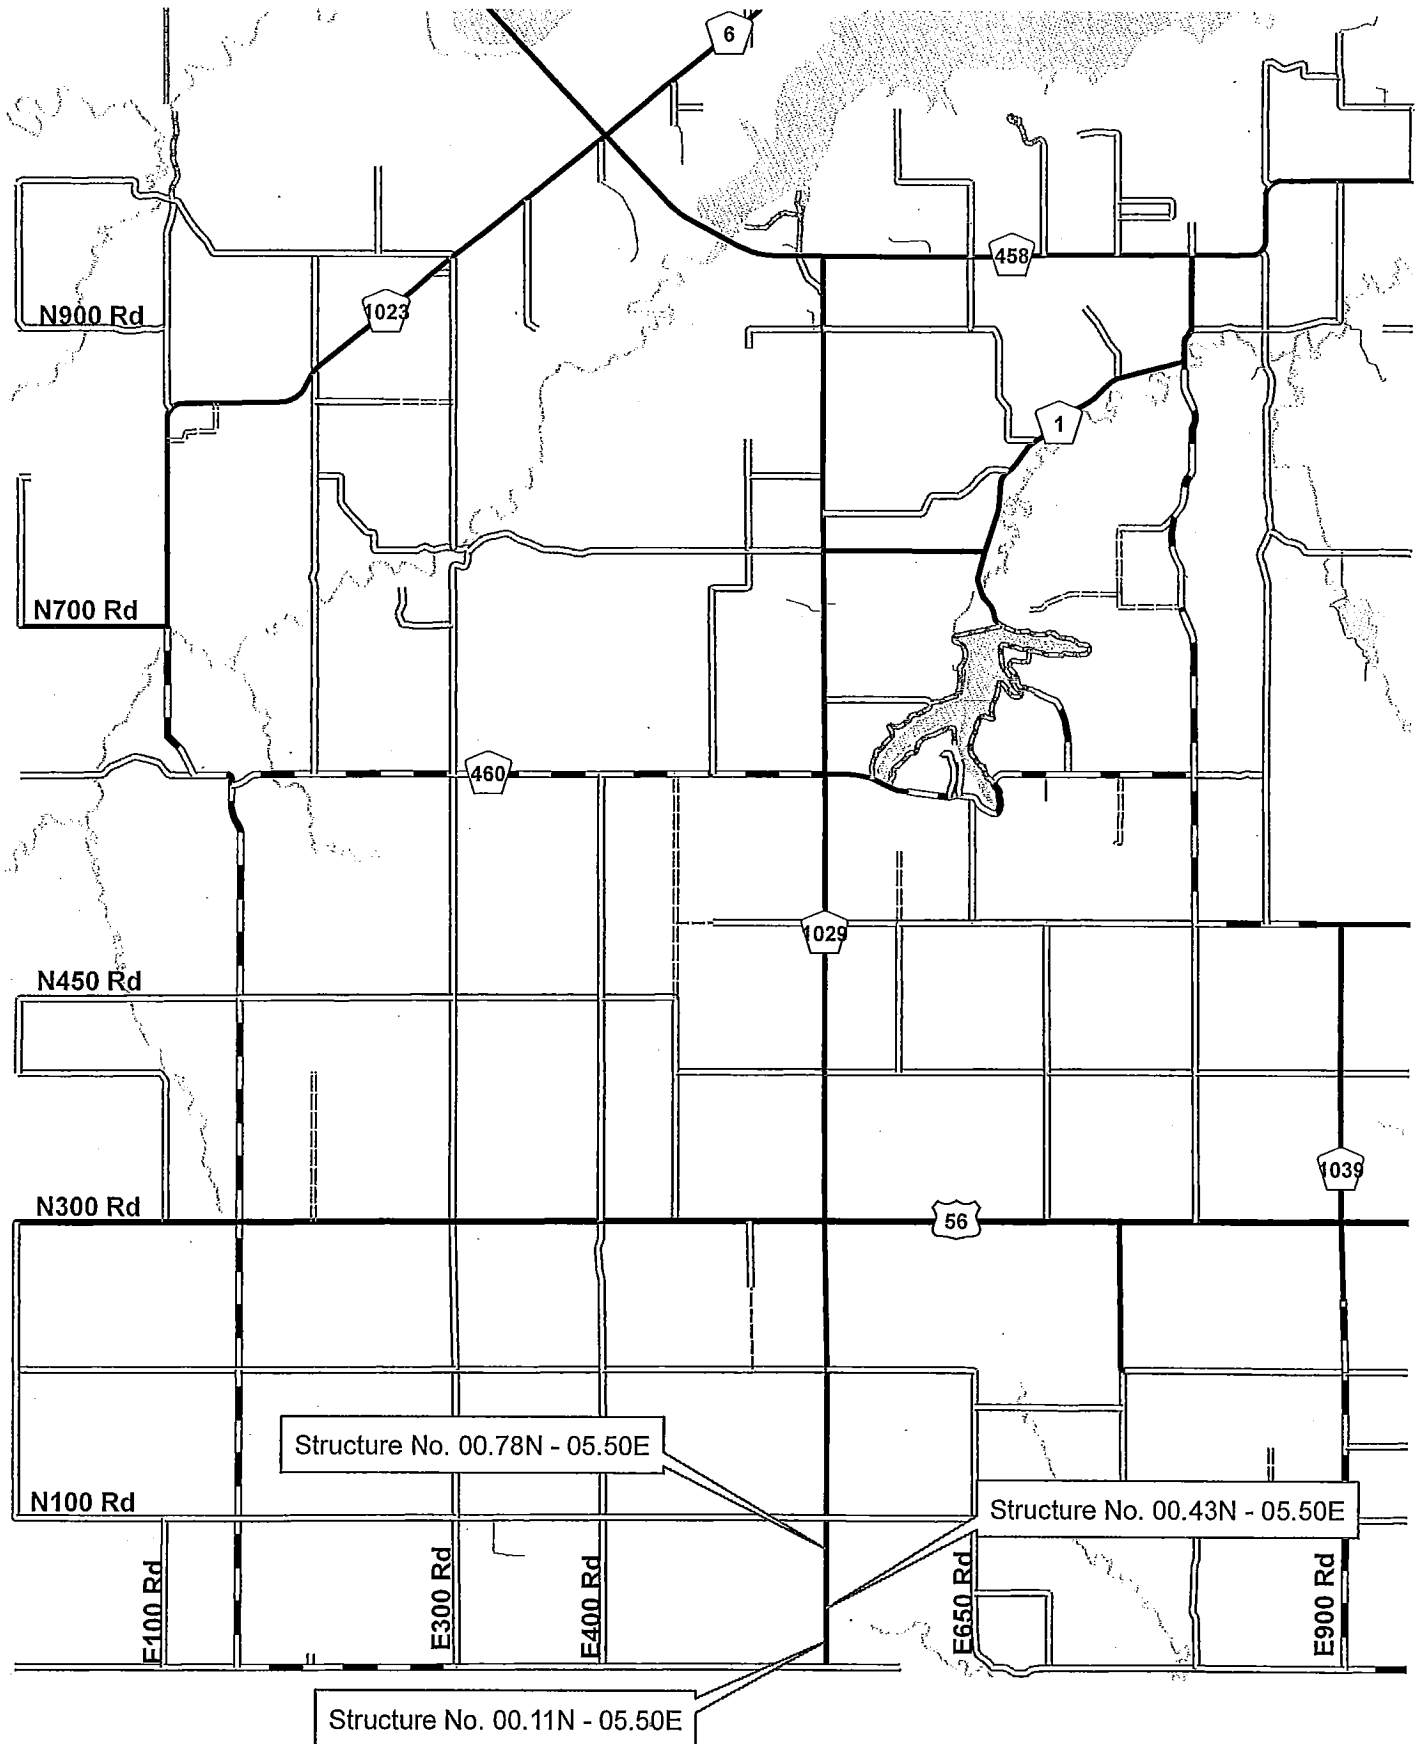 6
458
N900 Rd
1023
1
N700 Rd
460
1029
N450 Rd
1039
N300 Rd
56
Structure No. 00.78N - 05.50E
N100 Rd
Structure No. 00.43N - 05.50E
E100 Rd
E300 Rd
E400 Rd
E650 Rd
E900 Rd
Structure No. 00.11N - 05.50E